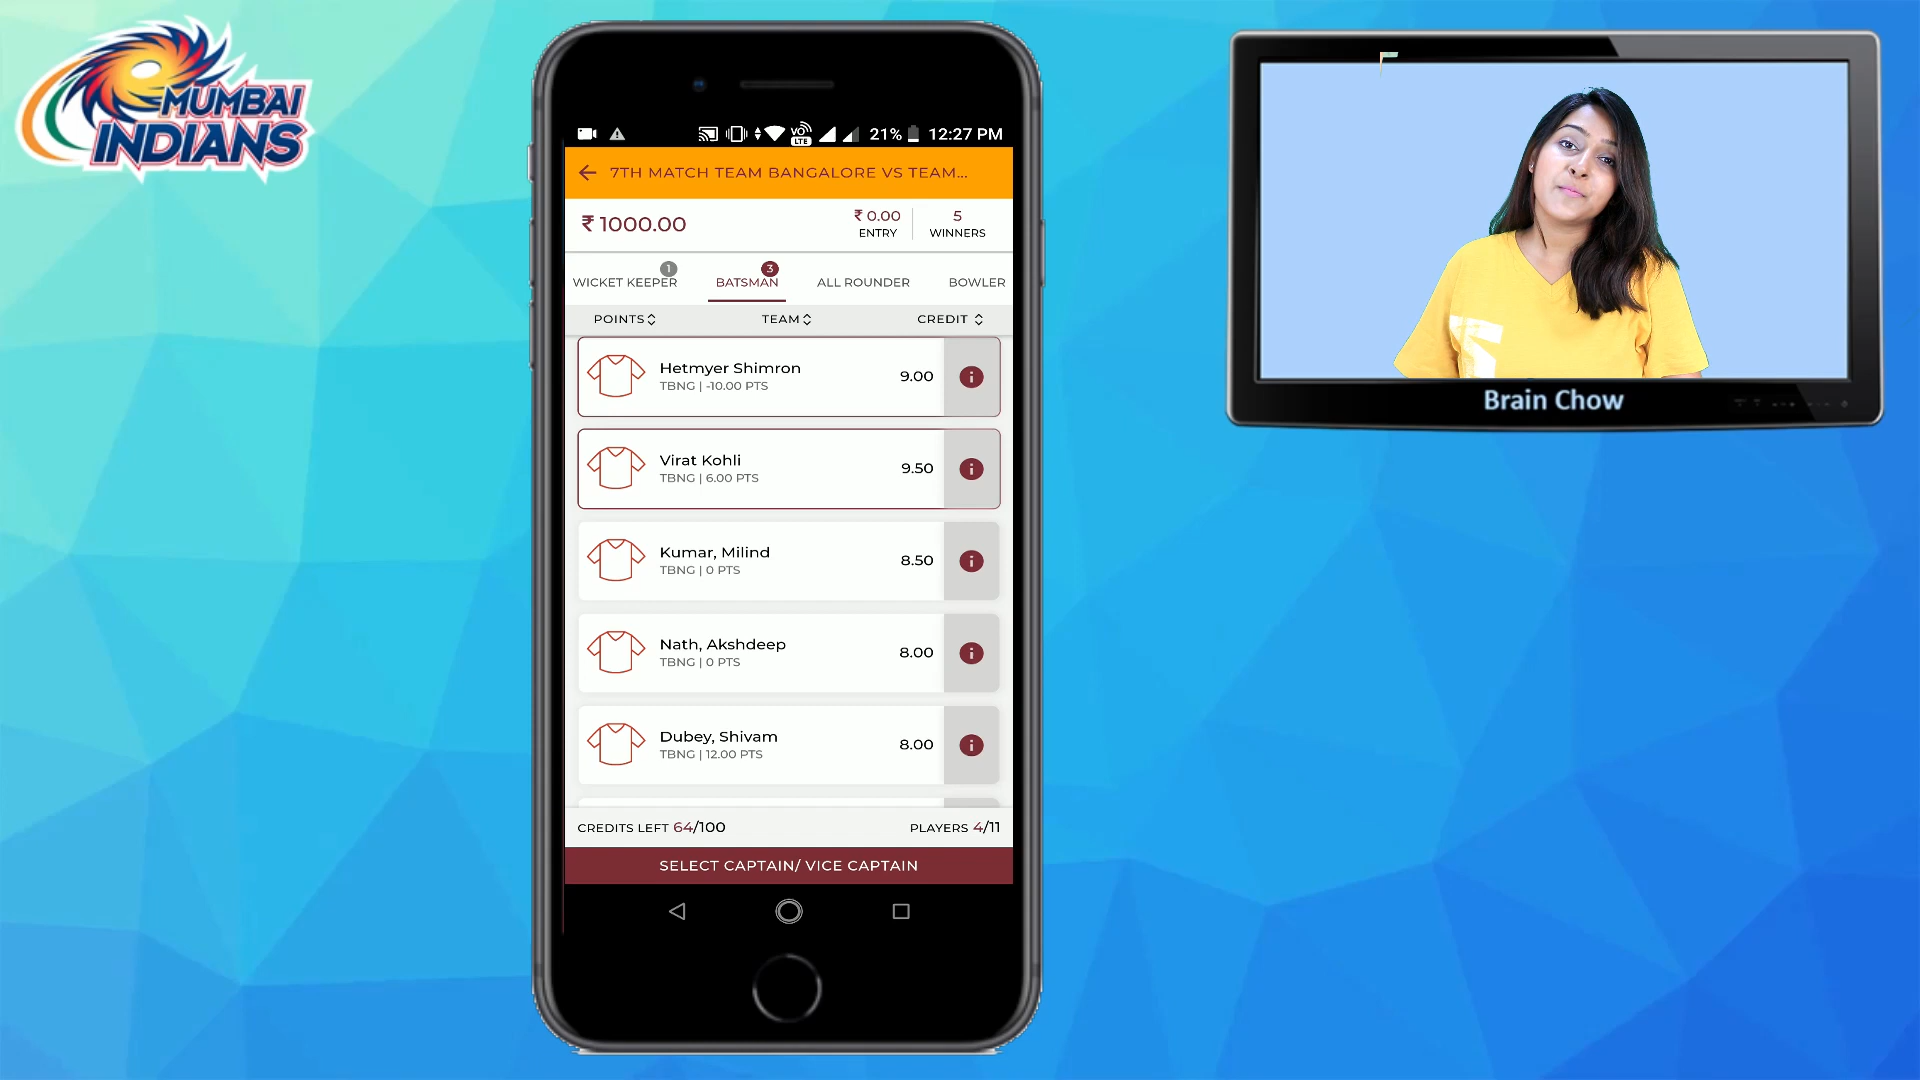 MUMBAI
INDIANS
VO
LTE
21%
12:27 PM
7TH MATCH TEAM BANGALORE VS TEAM...
₹ 1000.00
₹ 0.00
ENTRY
5
WINNERS
WICKET KEEPER 1
BATSMAN 3
ALL ROUNDER
BOWLER
POINTS
TEAM
CREDIT
Hetmyer Shimron
TBNG | -10.00 PTS
9.00
i
Virat Kohli
TBNG | 6.00 PTS
9.50
i
Kumar, Milind
TBNG | 0 PTS
8.50
i
Nath, Akshdeep
TBNG | 0 PTS
8.00
i
Dubey, Shivam
TBNG | 12.00 PTS
8.00
i
CREDITS LEFT 64/100
PLAYERS 4/11
SELECT CAPTAIN/ VICE CAPTAIN
Brain Chow